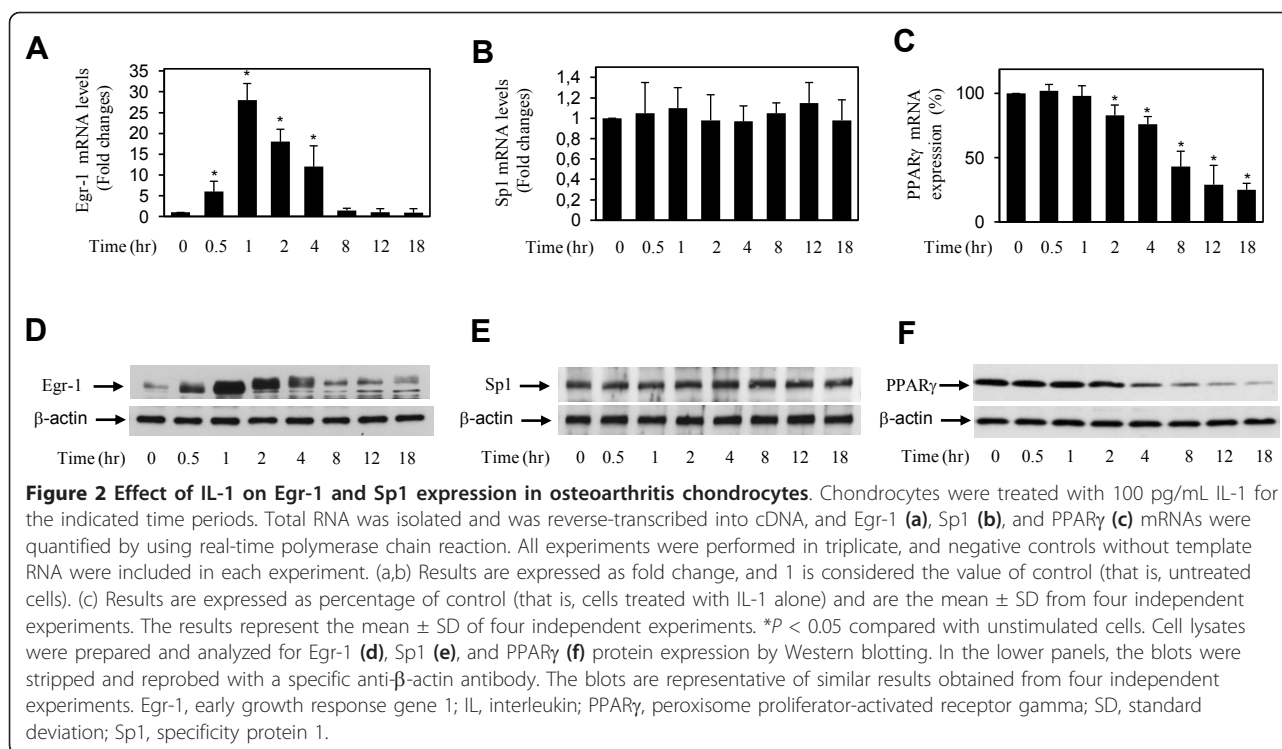 A
Egr-1 mRNA levels
(Fold changes)
35
30
25
20
15
10
5
0
*
*
*
*
Time (hr) 0 0.5 1 2 4 8 12 18
B
Sp1 mRNA levels
(Fold changes)
1,4
1,2
1
0,8
0,6
0,4
0,2
0
Time (hr) 0 0.5 1 2 4 8 12 18
C
PPARγ mRNA
expression (%)
100
50
0
* * * * *
Time (hr) 0 0.5 1 2 4 8 12 18
D
Egr-1
β-actin
Time (hr) 0 0.5 1 2 4 8 12 18
E
Sp1
β-actin
Time (hr) 0 0.5 1 2 4 8 12 18
F
PPARγ
β-actin
Time (hr) 0 0.5 1 2 4 8 12 18
Figure 2 Effect of IL-1 on Egr-1 and Sp1 expression in osteoarthritis chondrocytes. Chondrocytes were treated with 100 pg/mL IL-1 for
the indicated time periods. Total RNA was isolated and was reverse-transcribed into cDNA, and Egr-1 (a), Sp1 (b), and PPARγ (c) mRNAs were
quantified by using real-time polymerase chain reaction. All experiments were performed in triplicate, and negative controls without template
RNA were included in each experiment. (a,b) Results are expressed as fold change, and 1 is considered the value of control (that is, untreated
cells). (c) Results are expressed as percentage of control (that is, cells treated with IL-1 alone) and are the mean ± SD from four independent
experiments. The results represent the mean ± SD of four independent experiments. *P < 0.05 compared with unstimulated cells. Cell lysates
were prepared and analyzed for Egr-1 (d), Sp1 (e), and PPARγ (f) protein expression by Western blotting. In the lower panels, the blots were
stripped and reprobed with a specific anti-β-actin antibody. The blots are representative of similar results obtained from four independent
experiments. Egr-1, early growth response gene 1; IL, interleukin; PPARγ, peroxisome proliferator-activated receptor gamma; SD, standard
deviation; Sp1, specificity protein 1.